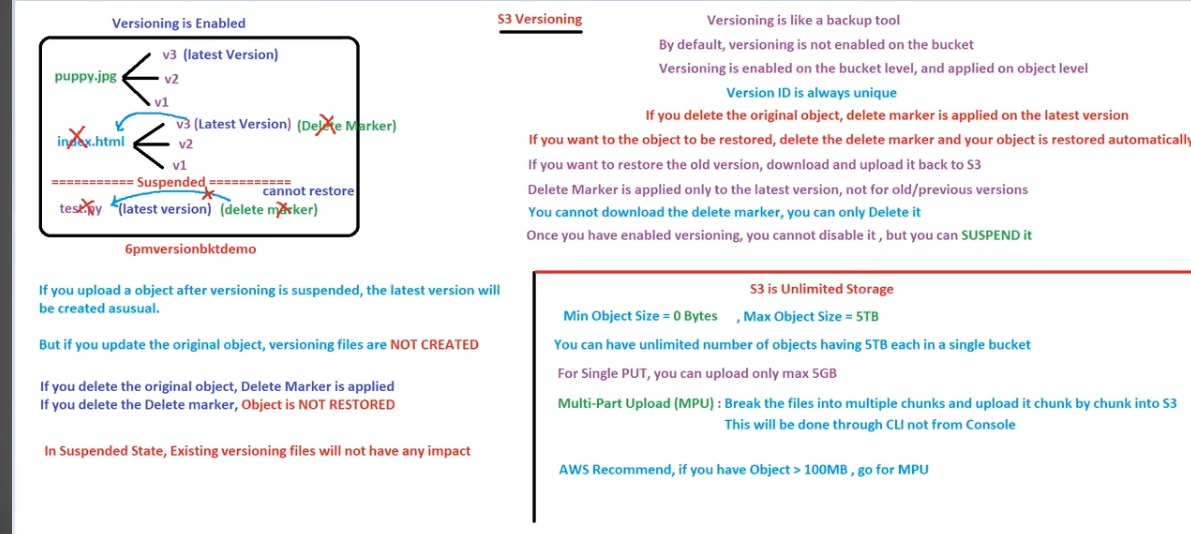 Versioning is Enabled
puppy.jpg
v3 (latest Version)
v2
v1
index.html
v3 (Latest Version) (Delete Marker)
v2
v1
=========== Suspended ===========
cannot restore
test.py (latest version) (delete marker)
6pmversionbktdemo
If you upload a object after versioning is suspended, the latest version will
be created asusual.
But if you update the original object, versioning files are NOT CREATED
If you delete the original object, Delete Marker is applied
If you delete the Delete marker, Object is NOT RESTORED
In Suspended State, Existing versioning files will not have any impact
S3 Versioning
Versioning is like a backup tool
By default, versioning is not enabled on the bucket
Versioning is enabled on the bucket level, and applied on object level
Version ID is always unique
If you delete the original object, delete marker is applied on the latest version
If you want to the object to be restored, delete the delete marker and your object is restored automatically
If you want to restore the old version, download and upload it back to S3
Delete Marker is applied only to the latest version, not for old/previous versions
You cannot download the delete marker, you can only Delete it
Once you have enabled versioning, you cannot disable it , but you can SUSPEND it
S3 is Unlimited Storage
Min Object Size = 0 Bytes , Max Object Size = 5TB
You can have unlimited number of objects having 5TB each in a single bucket
For Single PUT, you can upload only max 5GB
Multi-Part Upload (MPU) : Break the files into multiple chunks and upload it chunk by chunk into S3
This will be done through CLI not from Console
AWS Recommend, if you have Object > 100MB , go for MPU